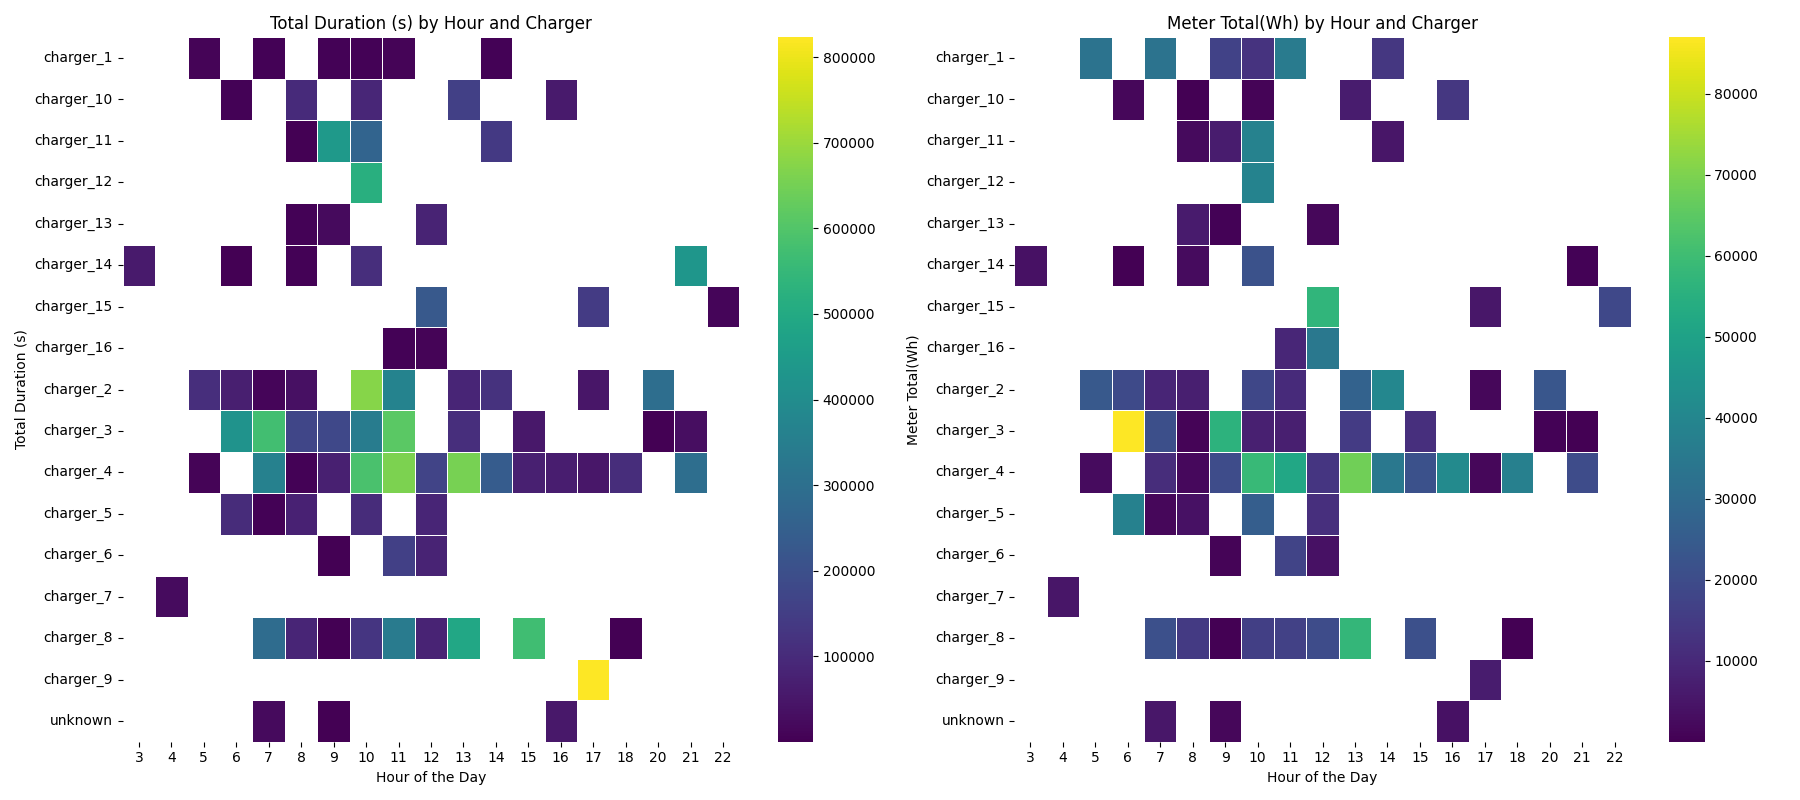 Total Duration (s) by Hour and Charger
Total Duration (s)
charger_1
charger_10
charger_11
charger_12
charger_13
charger_14
charger_15
charger_16
charger_2
charger_3
charger_4
charger_5
charger_6
charger_7
charger_8
charger_9
unknown
3 4 5 6 7 8 9 10 11 12 13 14 15 16 17 18 20 21 22
Hour of the Day
800000
700000
600000
500000
400000
300000
200000
100000
Meter Total(Wh) by Hour and Charger
Meter Total(Wh)
charger_1
charger_10
charger_11
charger_12
charger_13
charger_14
charger_15
charger_16
charger_2
charger_3
charger_4
charger_5
charger_6
charger_7
charger_8
charger_9
unknown
3 4 5 6 7 8 9 10 11 12 13 14 15 16 17 18 20 21 22
Hour of the Day
80000
70000
60000
50000
40000
30000
20000
10000